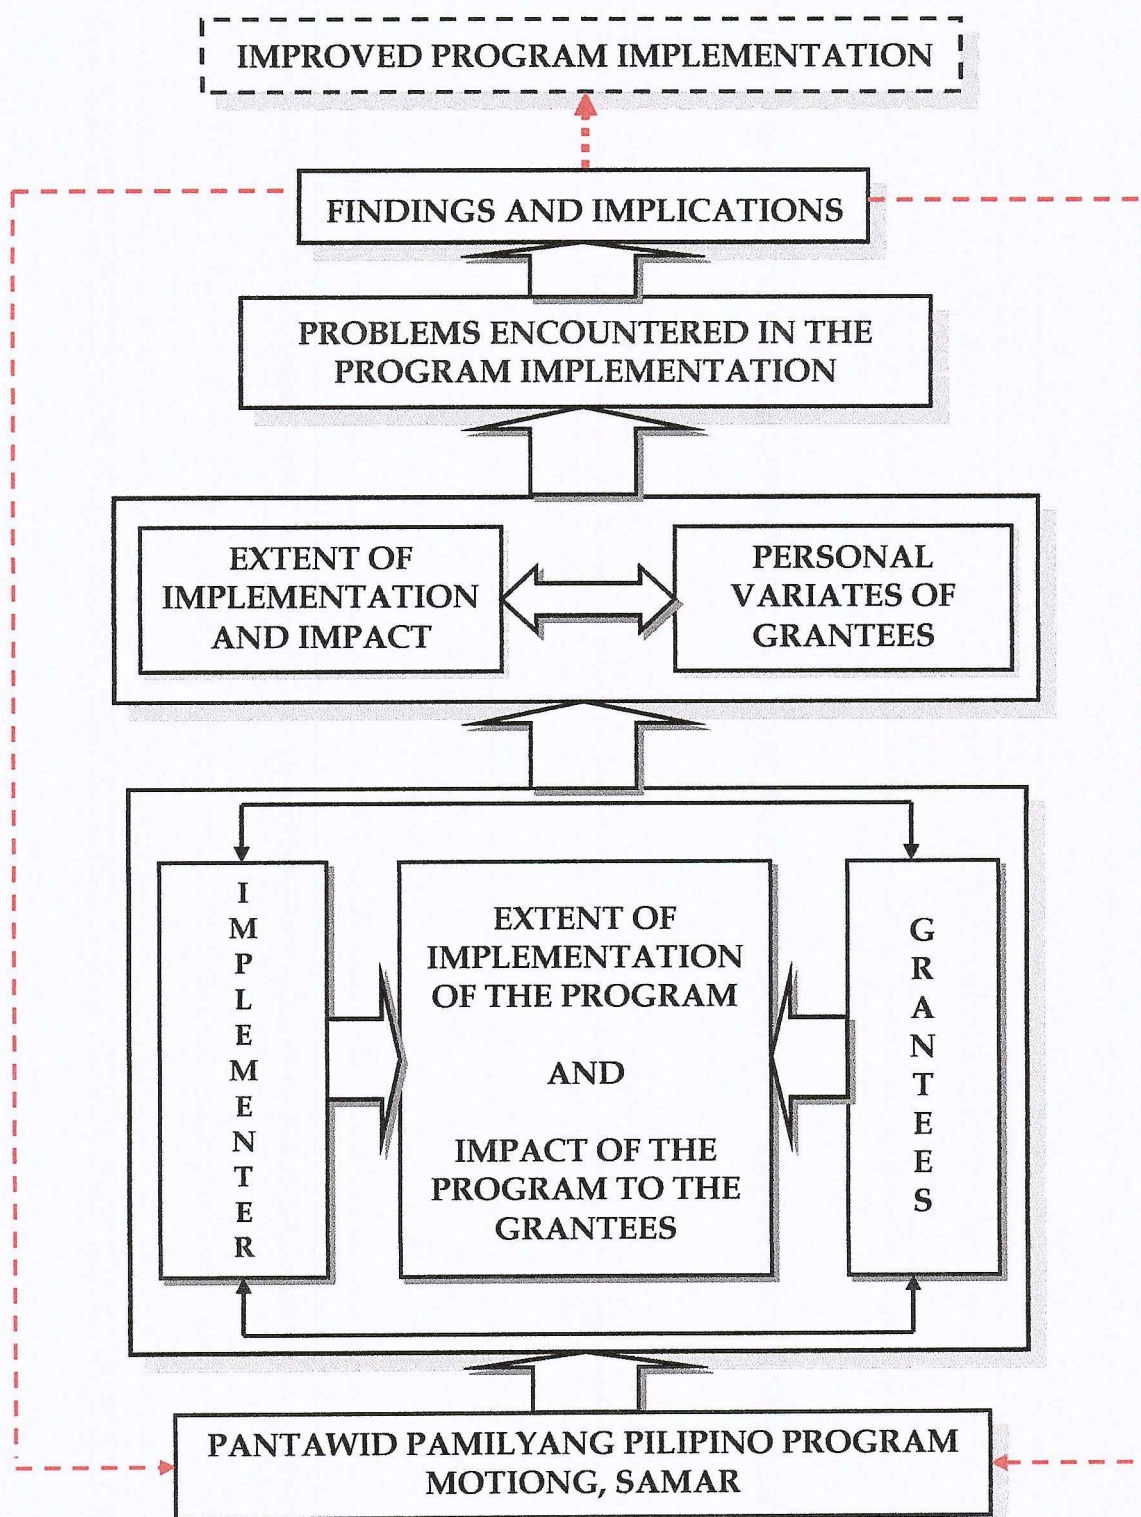 IMPROVED PROGRAM IMPLEMENTATION
FINDINGS AND IMPLICATIONS
PROBLEMS ENCOUNTERED IN THE
PROGRAM IMPLEMENTATION
EXTENT OF
IMPLEMENTATION
AND IMPACT
PERSONAL
VARIATES OF
GRANTEES
IMPLEMENTER
EXTENT OF
IMPLEMENTATION
OF THE PROGRAM
AND
IMPACT OF THE
PROGRAM TO THE
GRANTEES
GRANTEES
PANTAWID PAMILYANG PILIPINO PROGRAM
MOTIONG, SAMAR